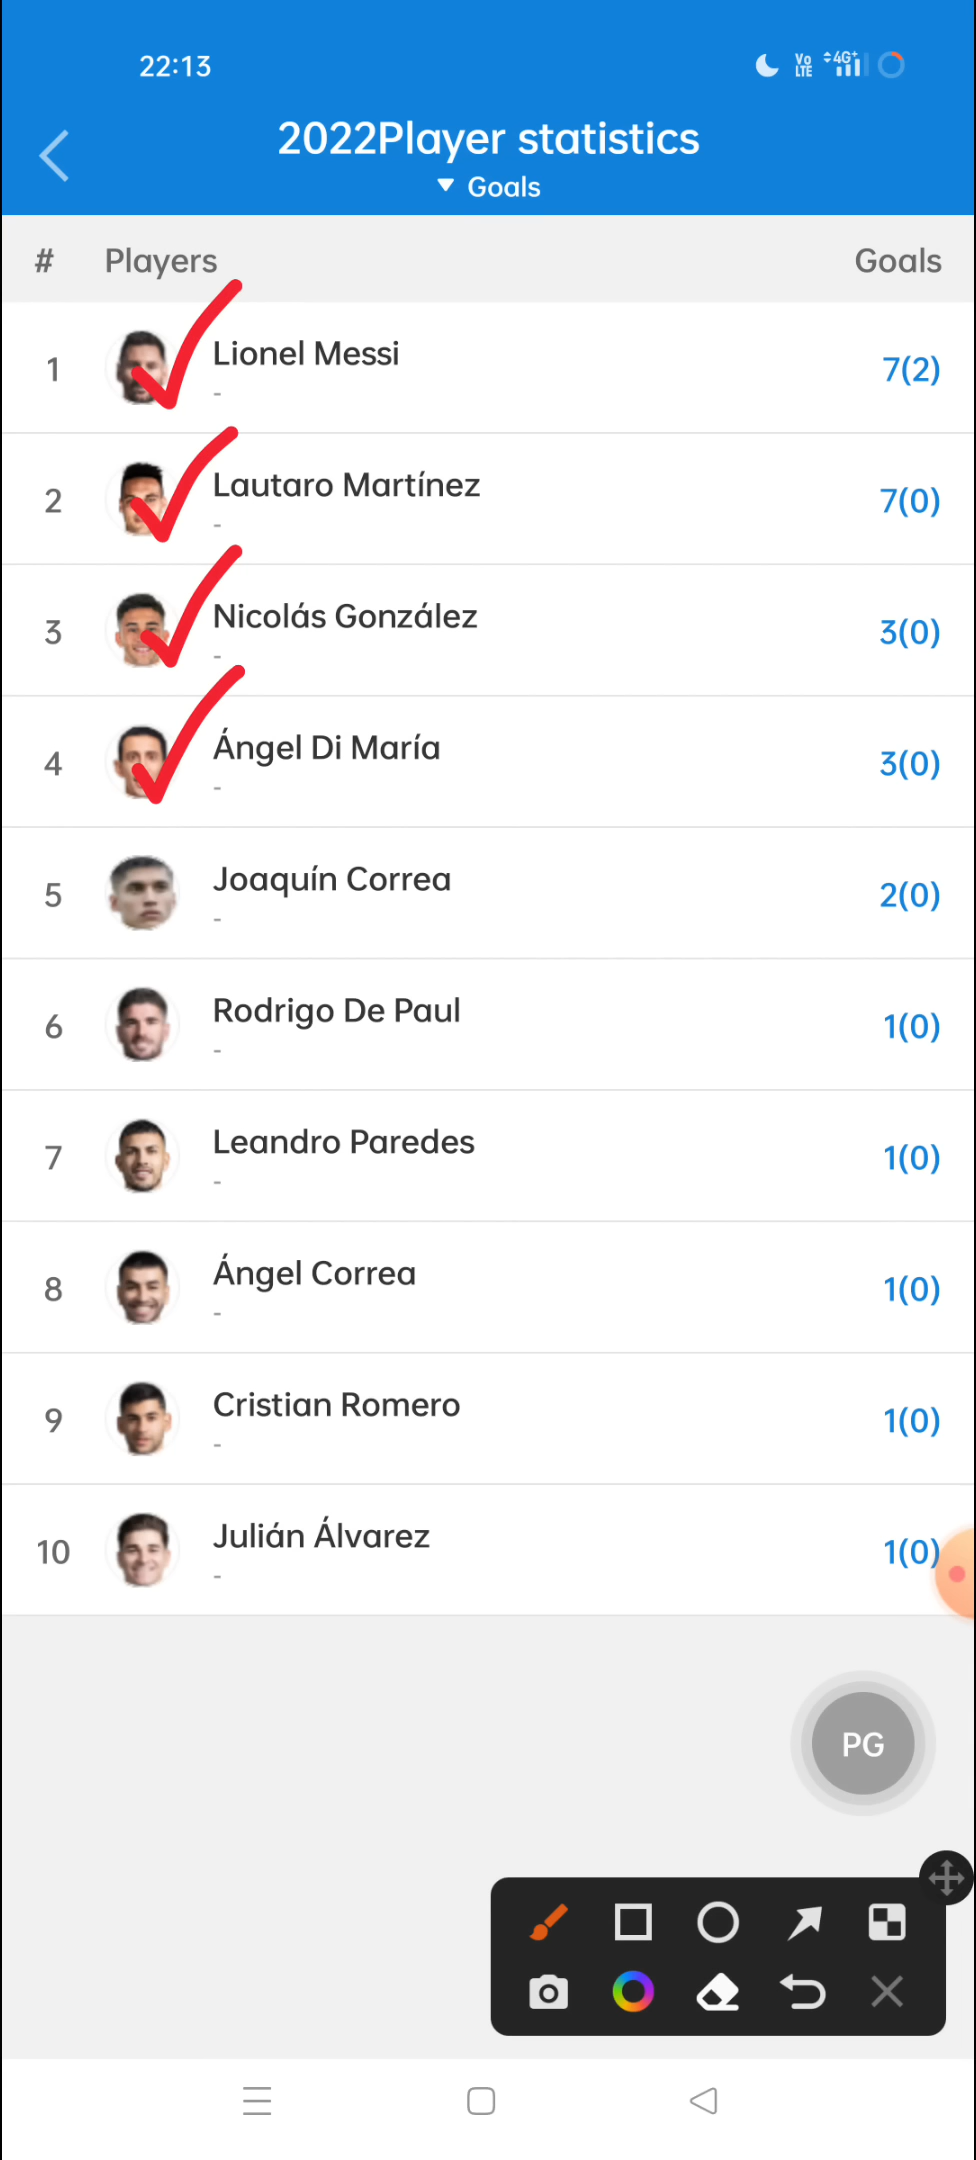 22:13
Vo LTE 4G+
2022Player statistics
▼ Goals
# Players Goals
1 Lionel Messi 7(2)
-
2 Lautaro Martínez 7(0)
-
3 Nicolás González 3(0)
-
4 Ángel Di María 3(0)
-
5 Joaquín Correa 2(0)
-
6 Rodrigo De Paul 1(0)
-
7 Leandro Paredes 1(0)
-
8 Ángel Correa 1(0)
-
9 Cristian Romero 1(0)
-
10 Julián Álvarez 1(0)
-
PG